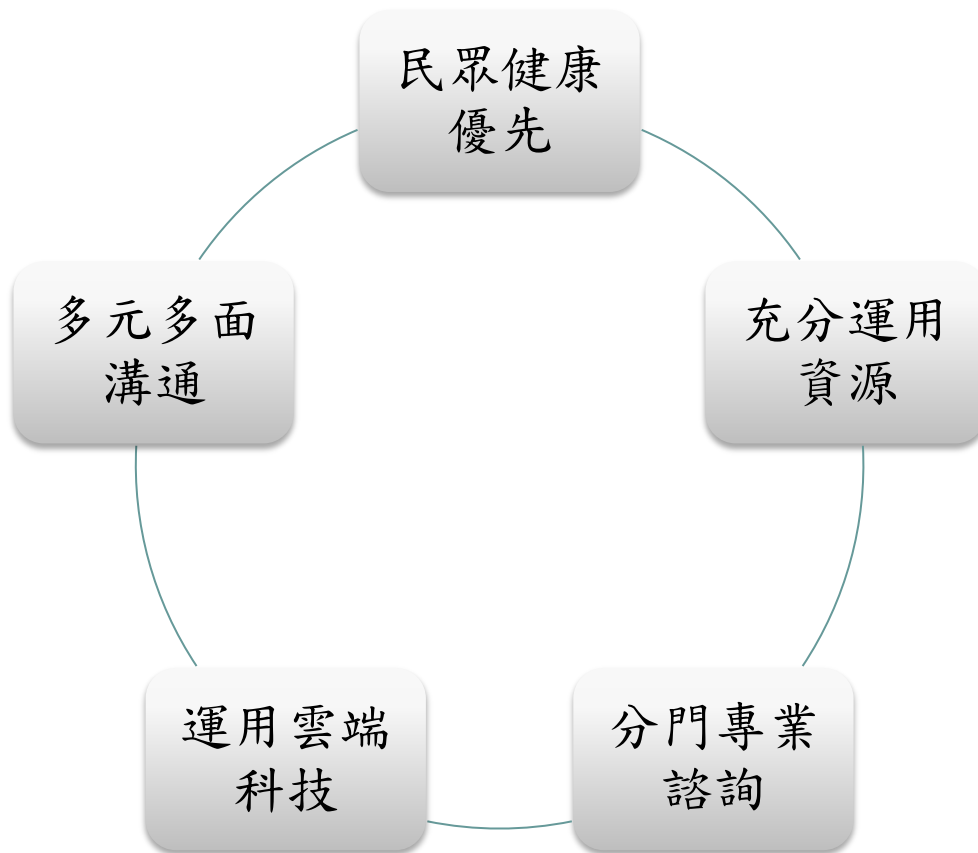 民眾健康
優先
充分運用
資源
分門專業
諮詢
運用雲端
科技
多元多面
溝通